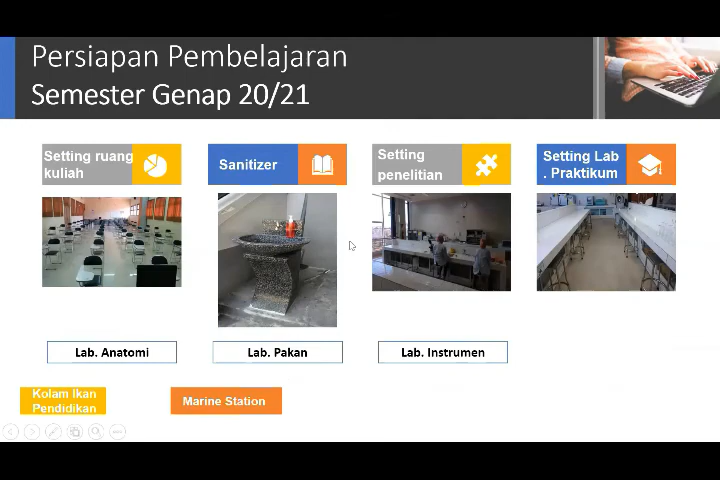 Persiapan Pembelajaran
Semester Genap 20/21
Setting ruang
kuliah
Sanitizer
Setting
penelitian
Setting Lab
. Praktikum
Lab. Anatomi
Lab. Pakan
Lab. Instrumen
Kolam Ikan
Pendidikan
Marine Station